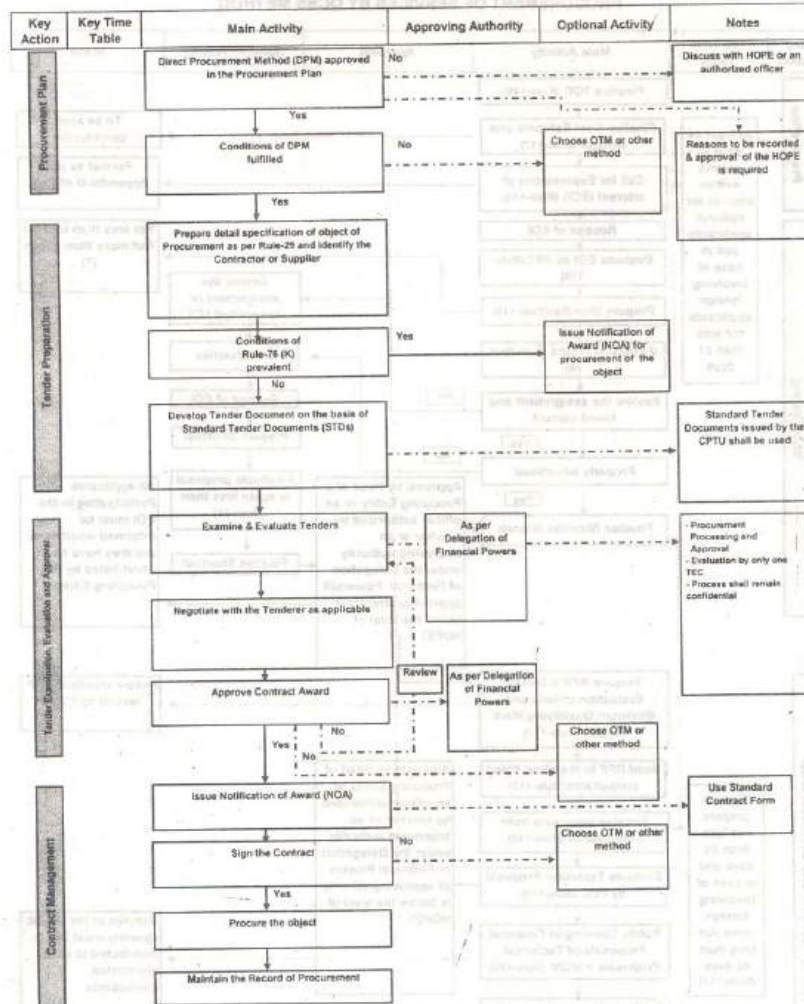 Key Action
Key Time Table
Main Activity
Approving Authority
Optional Activity
Notes
Procurement Plan
Direct Procurement Method (DPM) approved
in the Procurement Plan
No
Discuss with HOPE or an
authorized officer
Yes
Conditions of DPM
fulfilled
No
Choose OTM or other
method
Reasons to be recorded
& approval of the HOPE
is required
Yes
Tender Preparation
Prepare detail specification of object of
Procurement as per Rule-29 and identify the
Contractor or Supplier
Conditions of
Rule-76 (K)
prevalent
Yes
Issue Notification of
Award (NOA) for
procurement of the
object
No
Develop Tender Document on the basis of
Standard Tender Documents (STDs)
Standard Tender
Documents issued by the
CPTU shall be used
Tender Examination, Evaluation and Approval
Examine & Evaluate Tenders
As per
Delegation of
Financial Powers
- Procurement
Processing and
Approval
- Evaluation by only one
TEC
- Process shall remain
confidential
Negotiate with the Tenderer as applicable
Review
Approve Contract Award
As per Delegation
of Financial
Powers
No
Yes
No
Choose OTM or
other method
Contract Management
Issue Notification of Award (NOA)
Use Standard
Contract Form
Sign the Contract
No
Choose OTM or other
method
Yes
Procure the object
Maintain the Record of Procurement